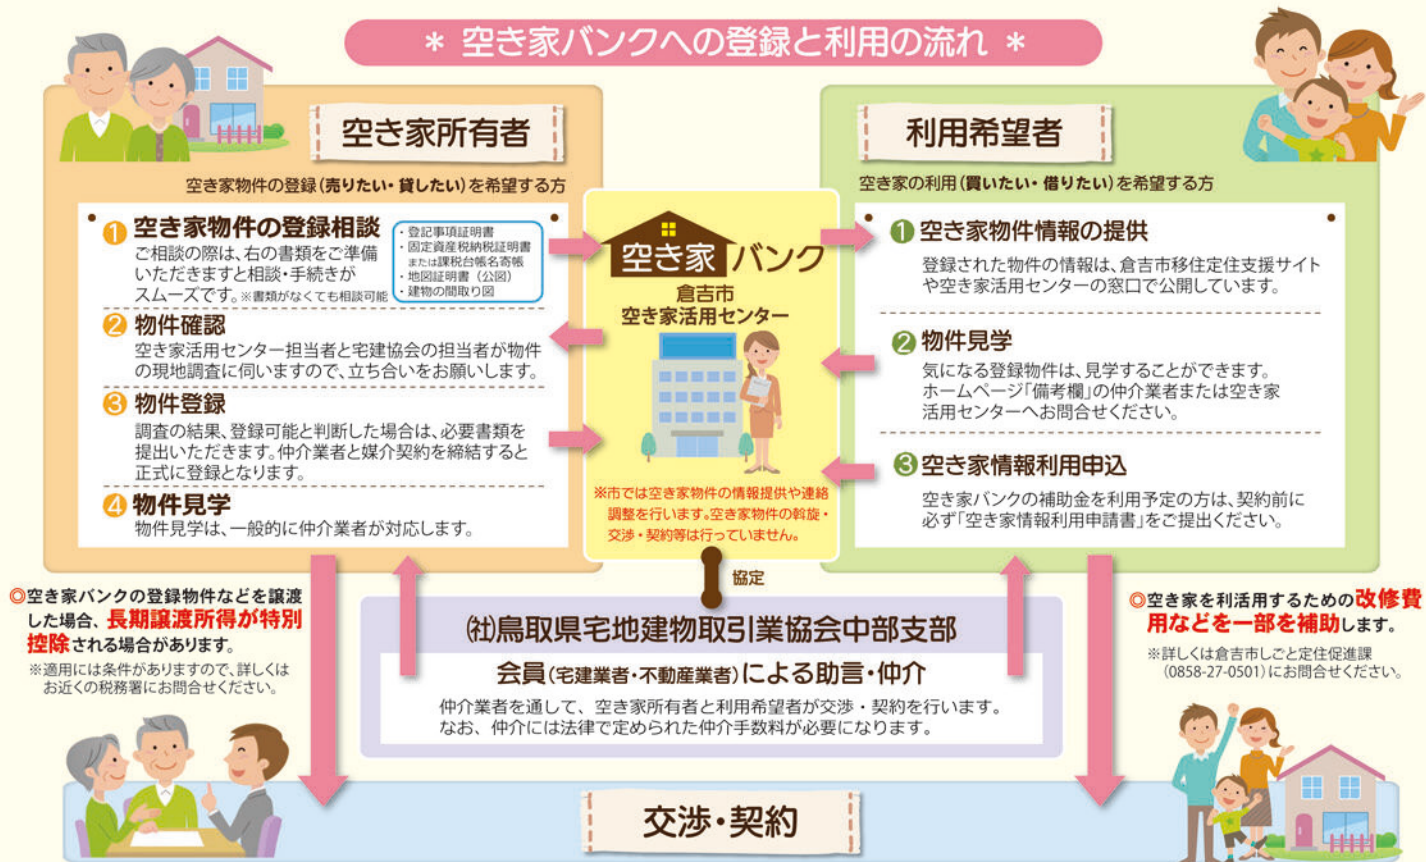 ＊ 空き家バンクへの登録と利用の流れ ＊
空き家所有者
空き家物件の登録(売りたい・貸したい)を希望する方
❶ 空き家物件の登録相談
ご相談の際は、右の書類をご準備
いただきますと相談・手続きが
スムーズです。※書類がなくても相談可能
・登記事項証明書
・固定資産税納税証明書
または課税台帳名寄帳
・地図証明書（公図）
・建物の間取り図
❷ 物件確認
空き家活用センター担当者と宅建協会の担当者が物件
の現地調査に伺いますので、立ち合いをお願いします。
❸ 物件登録
調査の結果、登録可能と判断した場合は、必要書類を
提出いただきます。仲介業者と媒介契約を締結すると
正式に登録となります。
❹ 物件見学
物件見学は、一般的に仲介業者が対応します。
空き家バンク
倉吉市
空き家活用センター
※市では空き家物件の情報提供や連絡
調整を行います。空き家物件の斡旋・
交渉・契約等は行っていません。
利用希望者
空き家の利用(買いたい・借りたい)を希望する方
❶ 空き家物件情報の提供
登録された物件の情報は、倉吉市移住定住支援サイト
や空き家活用センターの窓口で公開しています。
❷ 物件見学
気になる登録物件は、見学することができます。
ホームページ「備考欄」の仲介業者または空き家
活用センターへお問合せください。
❸ 空き家情報利用申込
空き家バンクの補助金を利用予定の方は、契約前に
必ず「空き家情報利用申請書」をご提出ください。
協定
◎空き家バンクの登録物件などを譲渡
した場合、長期譲渡所得が特別
控除される場合があります。
※適用には条件がありますので、詳しくは
お近くの税務署にお問合せください。
㈳鳥取県宅地建物取引業協会中部支部
会員(宅建業者・不動産業者)による助言・仲介
仲介業者を通して、空き家所有者と利用希望者が交渉・契約を行います。
なお、仲介には法律で定められた仲介手数料が必要になります。
◎空き家を利活用するための改修費
用などを一部を補助します。
※詳しくは倉吉市しごと定住促進課
(0858-27-0501)にお問合せください。
交渉・契約